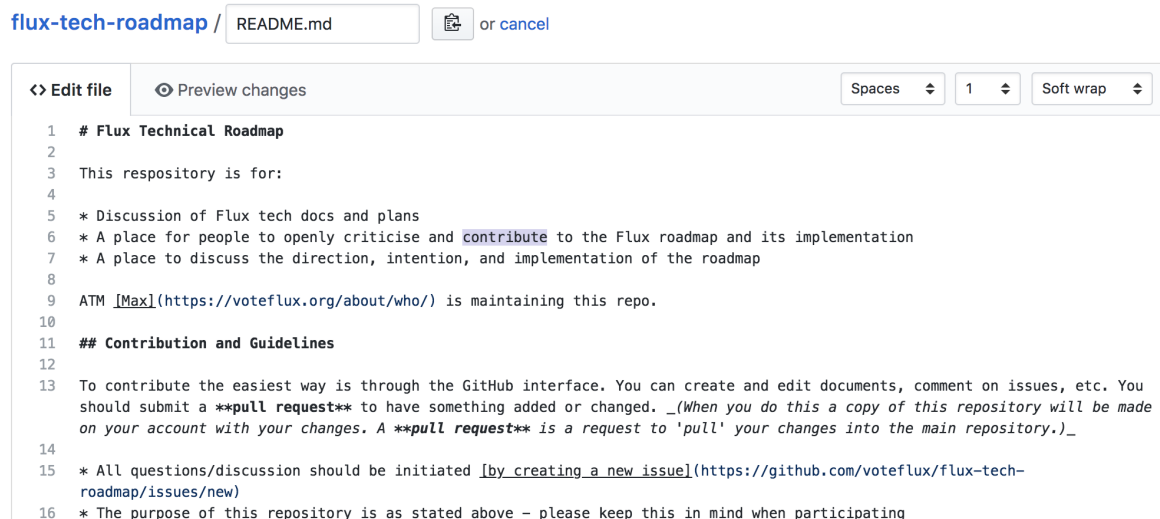 flux-tech-roadmap / README.md or cancel
<> Edit file Preview changes Spaces 1 Soft wrap
1 # Flux Technical Roadmap
2
3 This respository is for:
4
5 * Discussion of Flux tech docs and plans
6 * A place for people to openly criticise and contribute to the Flux roadmap and its implementation
7 * A place to discuss the direction, intention, and implementation of the roadmap
8
9 ATM [Max](https://voteflux.org/about/who/) is maintaining this repo.
10
11 ## Contribution and Guidelines
12
13 To contribute the easiest way is through the GitHub interface. You can create and edit documents, comment on issues, etc. You
should submit a **pull request** to have something added or changed. _(When you do this a copy of this repository will be made
on your account with your changes. A **pull request** is a request to 'pull' your changes into the main repository.)_
14
15 * All questions/discussion should be initiated [by creating a new issue](https://github.com/voteflux/flux-tech-
roadmap/issues/new)
16 * The purpose of this repository is as stated above - please keep this in mind when participating